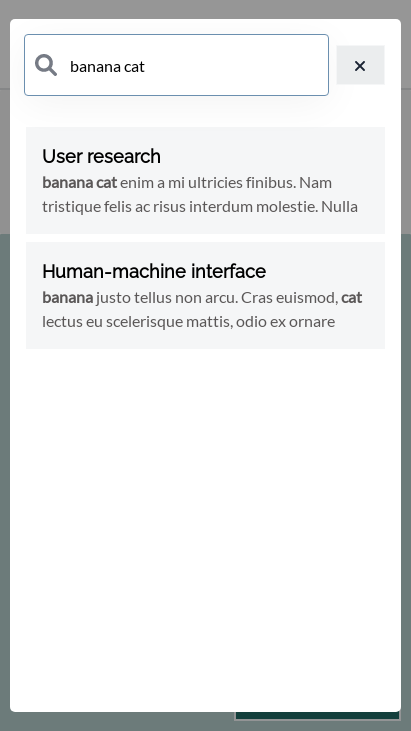 banana cat
User research
banana cat enim a mi ultricies finibus. Nam
tristique felis ac risus interdum molestie. Nulla
Human-machine interface
banana justo tellus non arcu. Cras euismod, cat
lectus eu scelerisque mattis, odio ex ornare